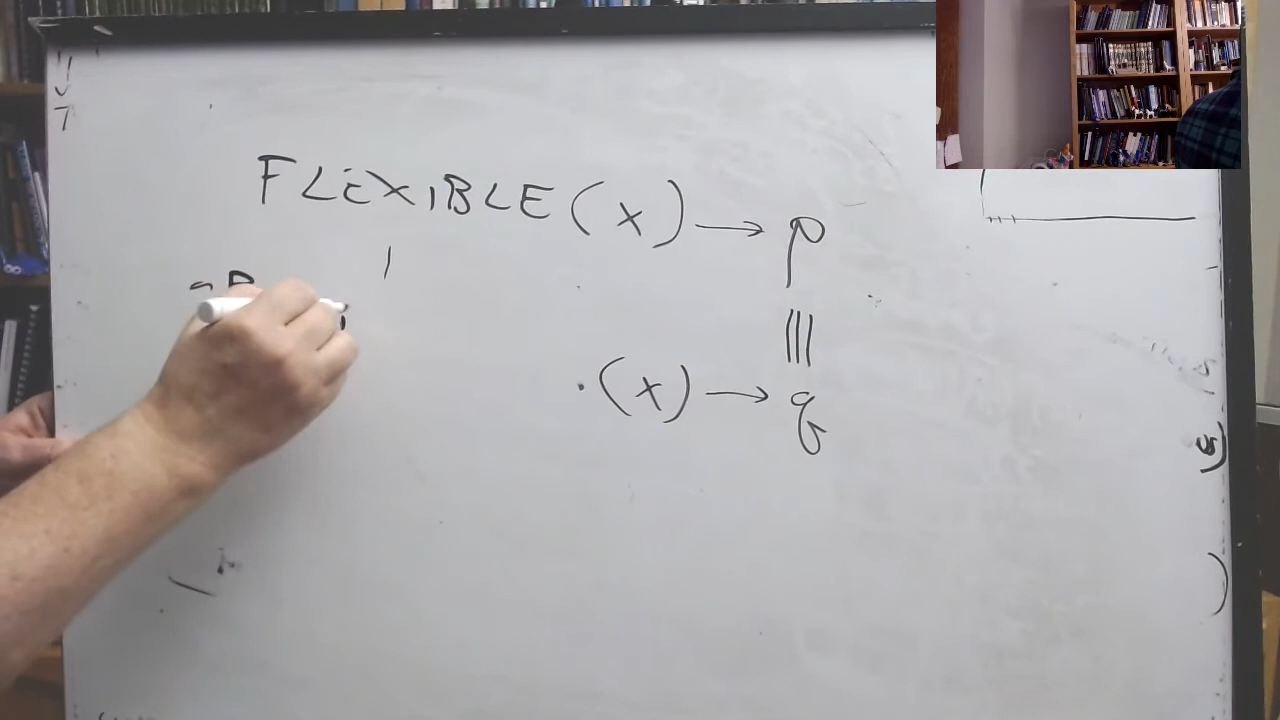 FLEXIBLE (x) → p
≡
(x) → q